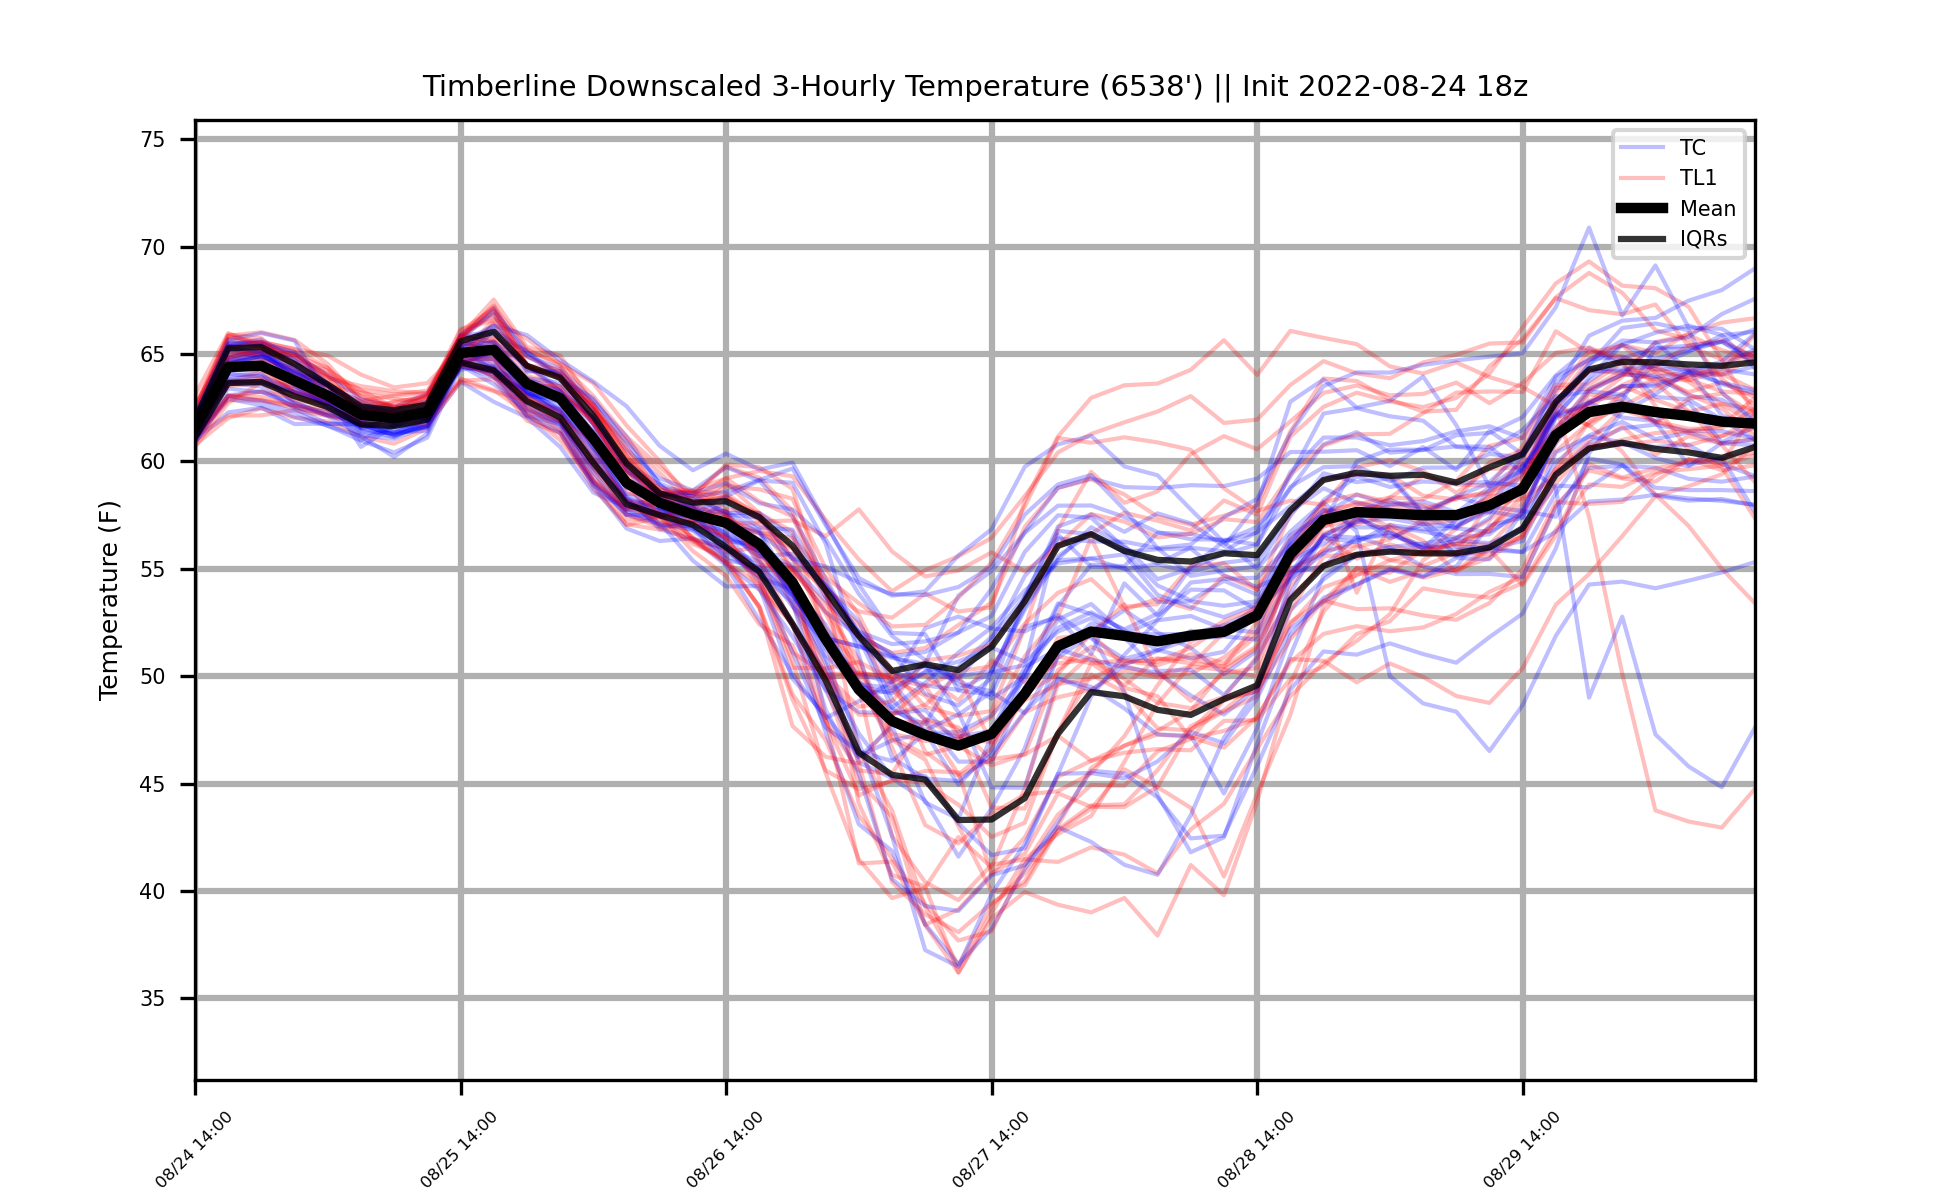 Timberline Downscaled 3-Hourly Temperature (6538') || Init 2022-08-24 18z
TC
TL1
Mean
IQRs
Temperature (F)
75
70
65
60
55
50
45
40
35
08/24 14:00
08/25 14:00
08/26 14:00
08/27 14:00
08/28 14:00
08/29 14:00